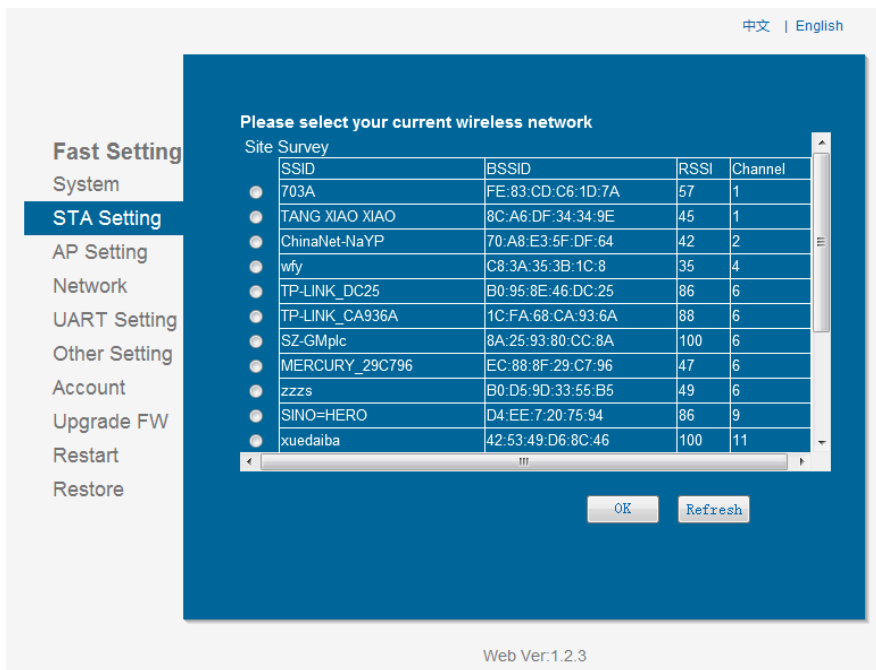 中文 | English
Please select your current wireless network
Site Survey
SSID BSSID RSSI Channel
703A FE:83:CD:C6:1D:7A 57 1
TANG XIAO XIAO 8C:A6:DF:34:34:9E 45 1
ChinaNet-NaYP 70:A8:E3:5F:DF:64 42 2
wfy C8:3A:35:3B:1C:8 35 4
TP-LINK_DC25 B0:95:8E:46:DC:25 86 6
TP-LINK_CA936A 1C:FA:68:CA:93:6A 88 6
SZ-GMplc 8A:25:93:80:CC:8A 100 6
MERCURY_29C796 EC:88:8F:29:C7:96 47 6
zzzs B0:D5:9D:33:55:B5 49 6
SINO=HERO D4:EE:7:20:75:94 86 9
xuedaiba 42:53:49:D6:8C:46 100 11
OK Refresh
Fast Setting
System
STA Setting
AP Setting
Network
UART Setting
Other Setting
Account
Upgrade FW
Restart
Restore
Web Ver:1.2.3